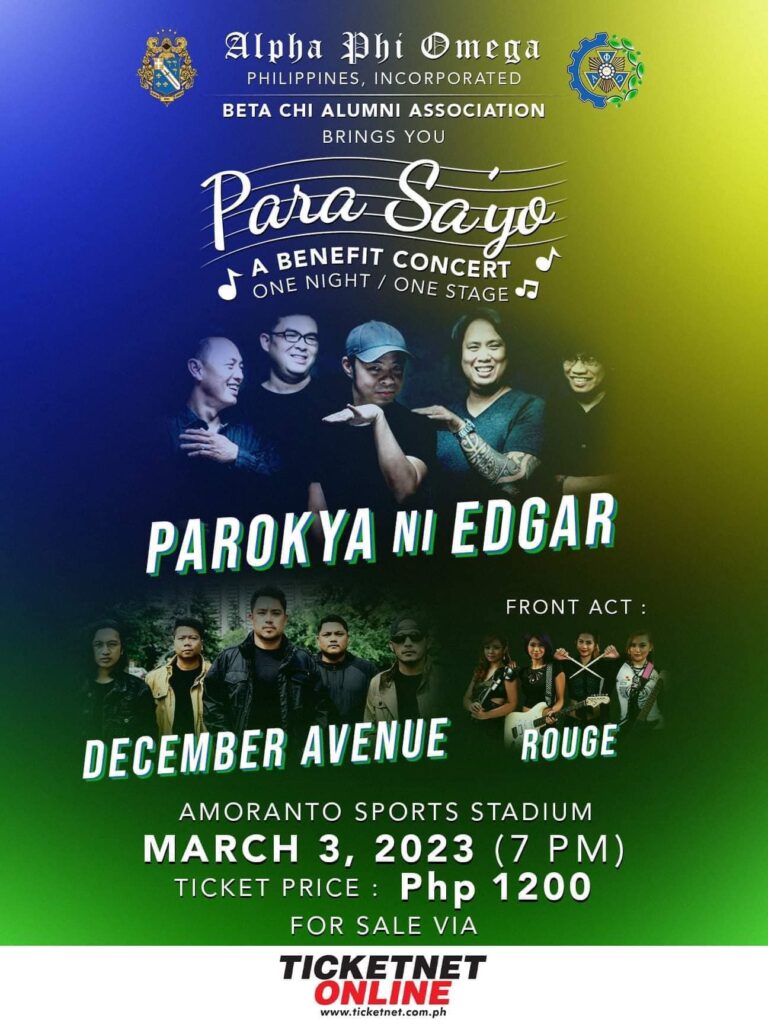 Alpha Phi Omega
PHILIPPINES, INCORPORATED
BETA CHI ALUMNI ASSOCIATION
BRINGS YOU
Para Sa'yo
A BENEFIT CONCERT
ONE NIGHT / ONE STAGE
PAROKYA NI EDGAR
FRONT ACT :
DECEMBER AVENUE
ROUGE
AMORANTO SPORTS STADIUM
MARCH 3, 2023 (7 PM)
TICKET PRICE : Php 1200
FOR SALE VIA
TICKETNET
ONLINE
www.ticketnet.com.ph